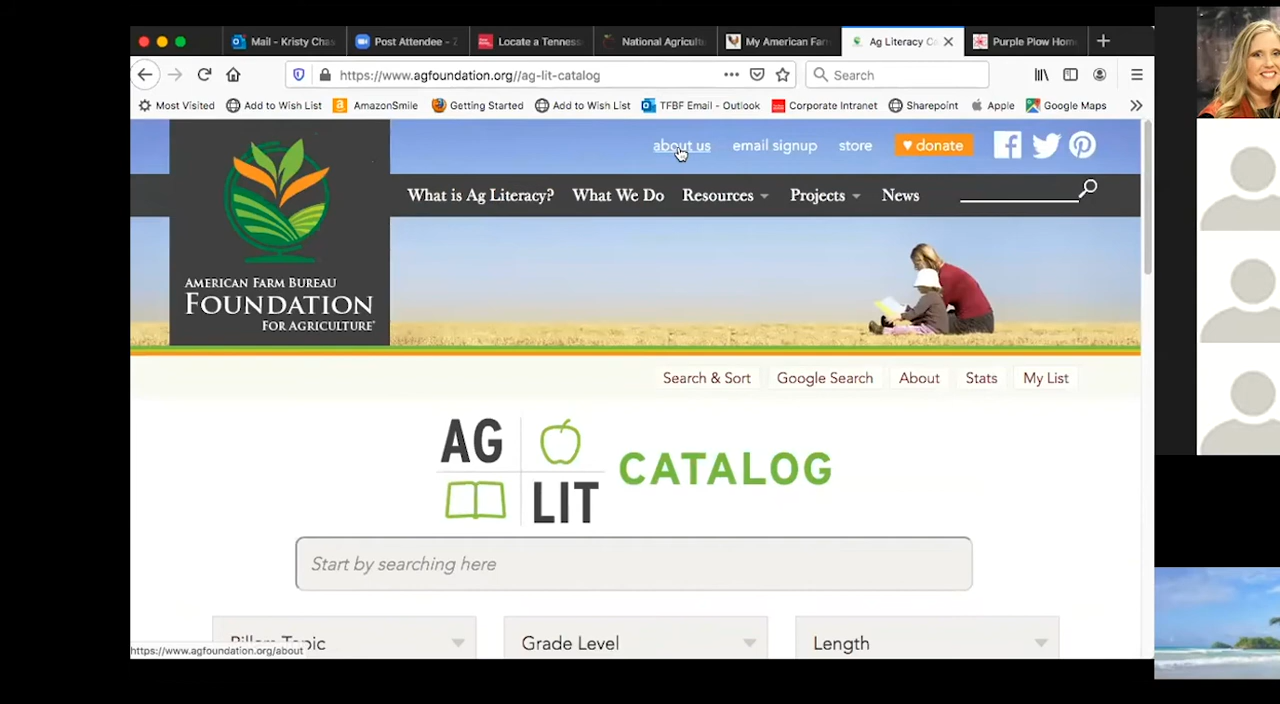 Mail - Kristy Chas
Post Attendee - Z
Locate a Tenness
National Agricult
My American Farm
Ag Literacy C
Purple Plow Hom
https://www.agfoundation.org//ag-lit-catalog
Search
Most Visited
Add to Wish List
AmazonSmile
Getting Started
Add to Wish List
TFBF Email - Outlook
Corporate Intranet
Sharepoint
Apple
Google Maps
about us
email signup
store
donate
What is Ag Literacy?
What We Do
Resources
Projects
News
AMERICAN FARM BUREAU
FOUNDATION
FOR AGRICULTURE®
Search & Sort
Google Search
About
Stats
My List
AG
LIT
CATALOG
Start by searching here
Grade Level
Length
https://www.agfoundation.org/about